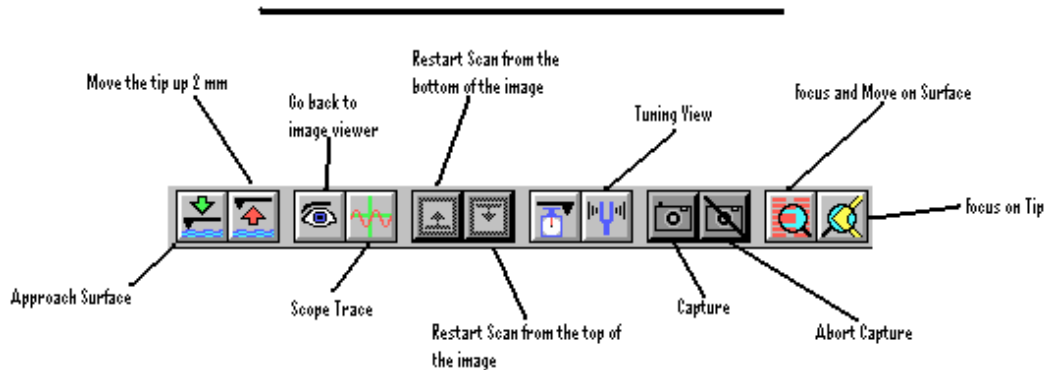 Restart Scan from the
bottom of the image
Move the tip up 2 mm
Go back to
image viewer
Focus and Move on Surface
Tuning View
Focus on Tip
Approach Surface
Scope Trace
Capture
Restart Scan from the top of
the image
Abort Capture